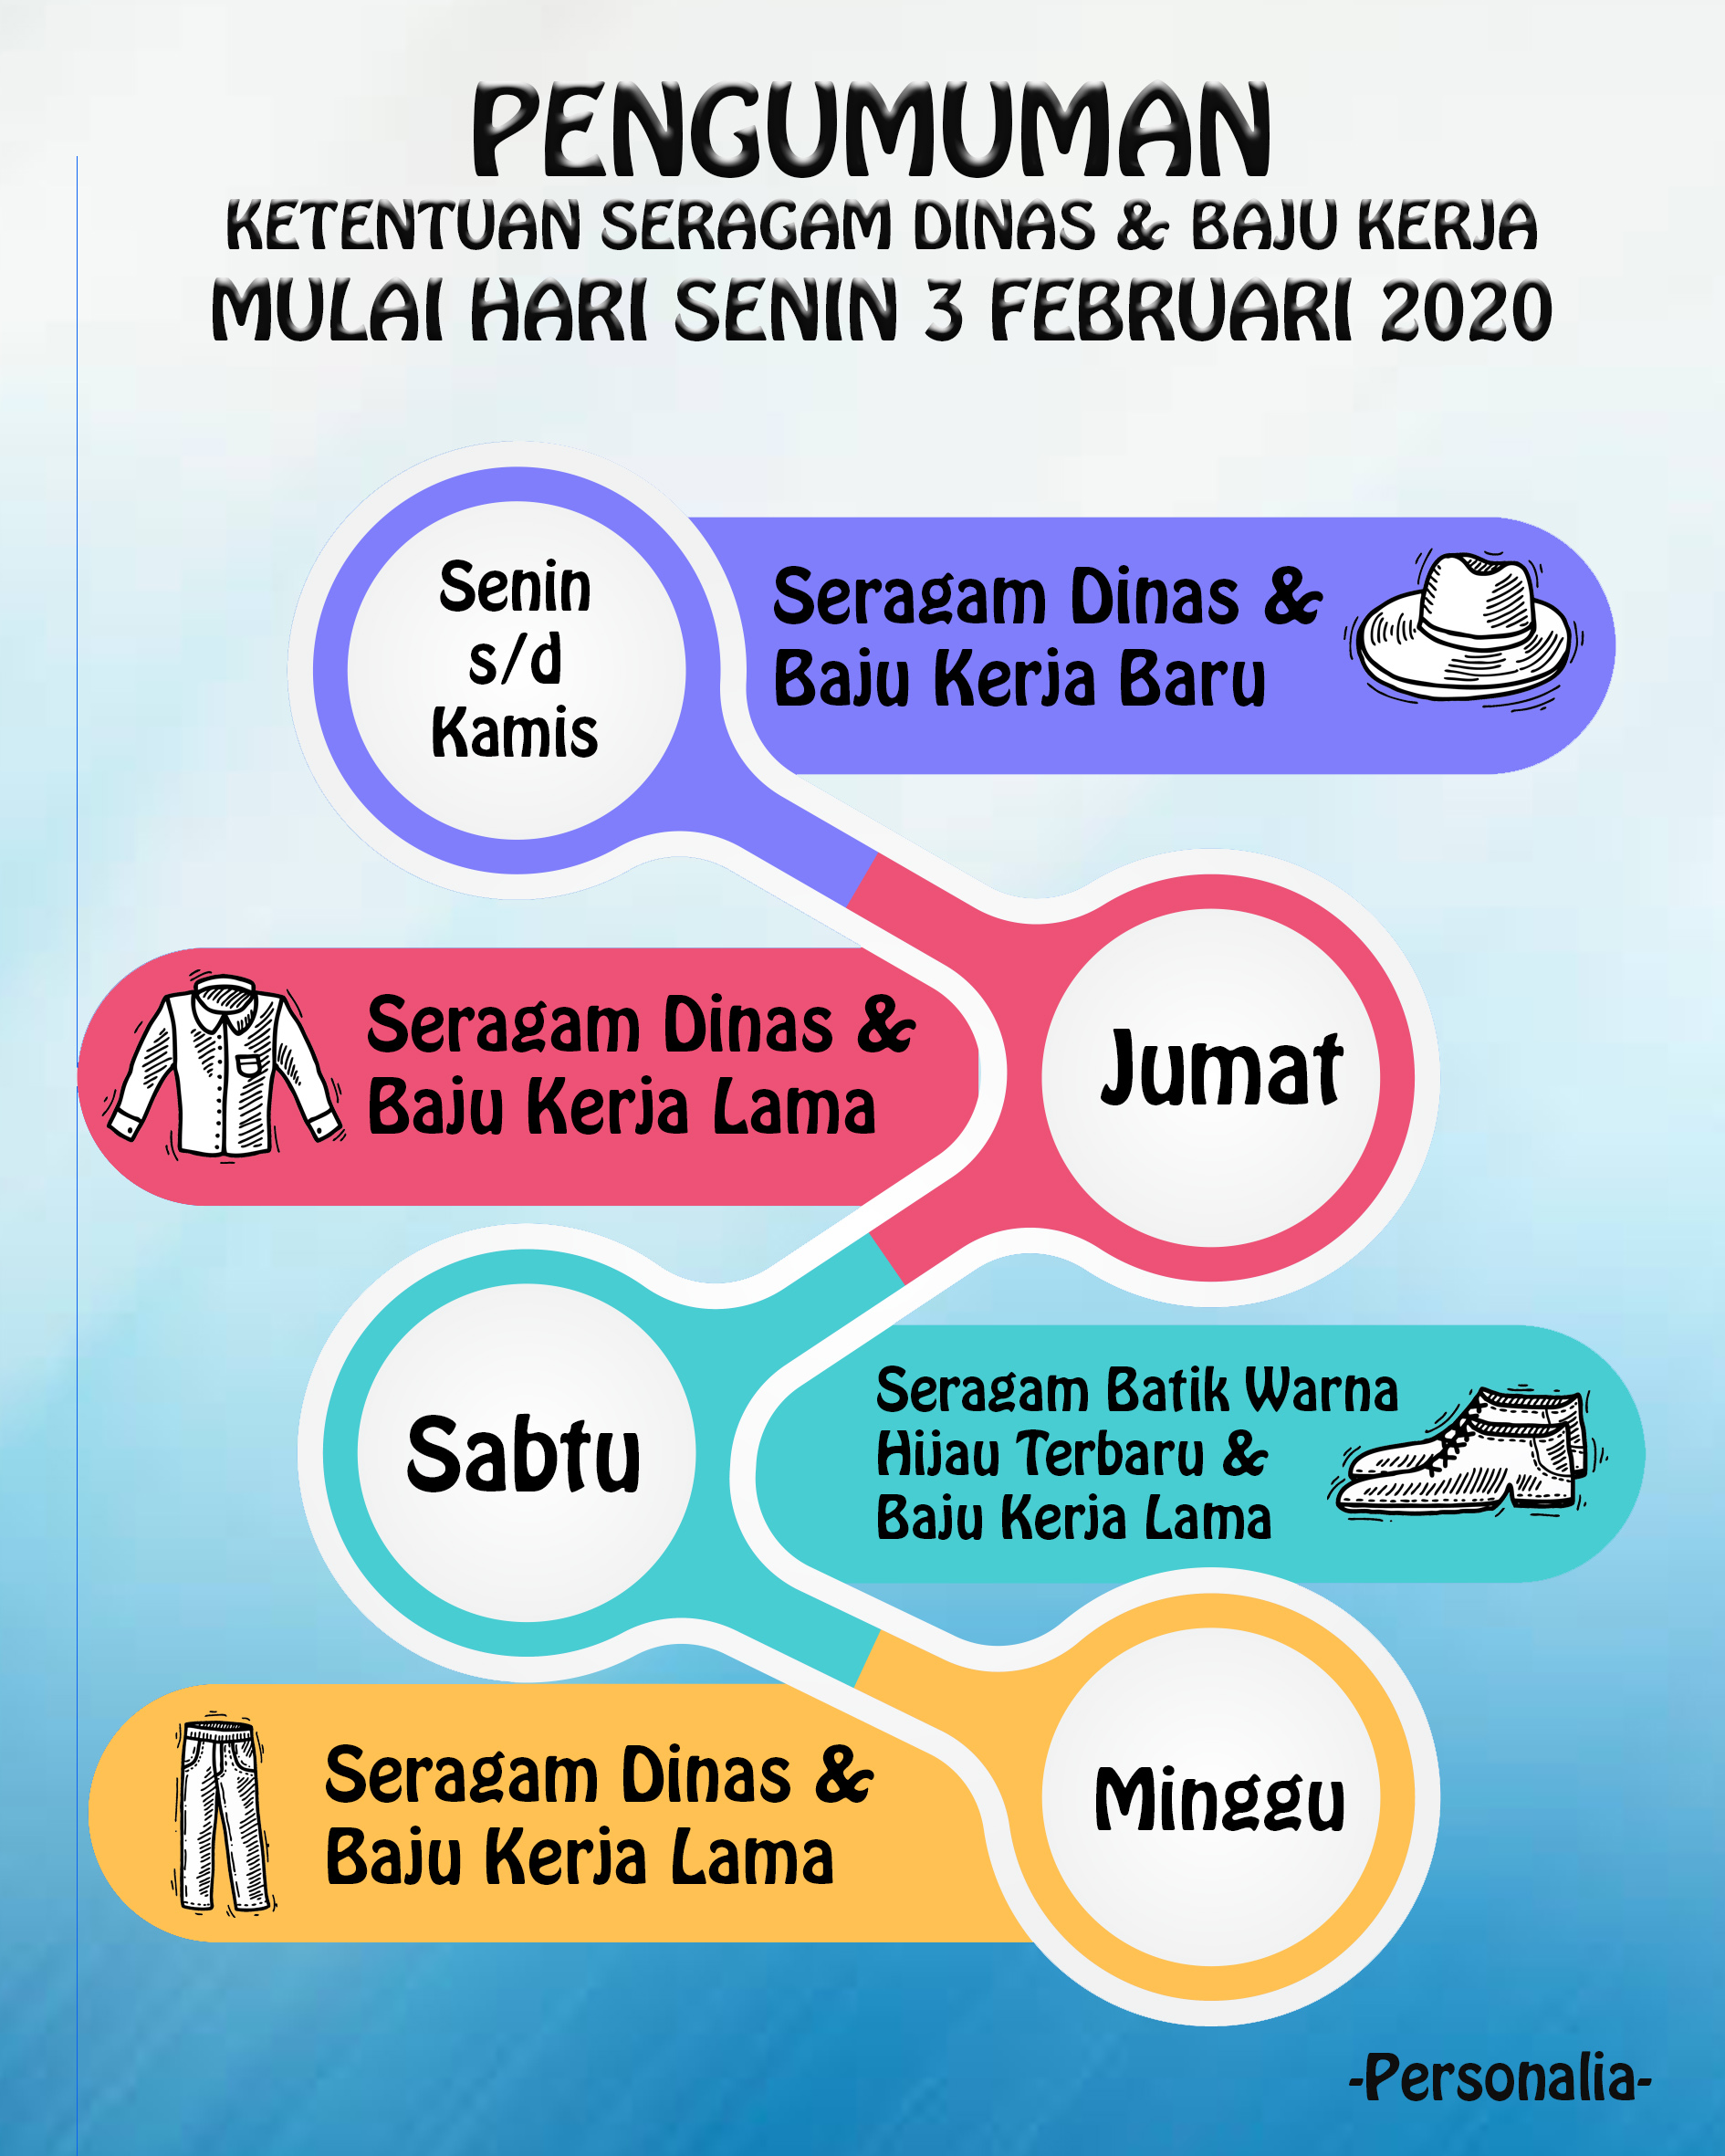 PENGUMUMAN
KETENTUAN SERAGAM DINAS & BAJU KERJA
MULAI HARI SENIN 3 FEBRUARI 2020
Senin
s/d
Kamis
Seragam Dinas &
Baju Kerja Baru
Seragam Dinas &
Baju Kerja Lama
Jumat
Sabtu
Seragam Batik Warna
Hijau Terbaru &
Baju Kerja Lama
Seragam Dinas &
Baju Kerja Lama
Minggu
-Personalia-